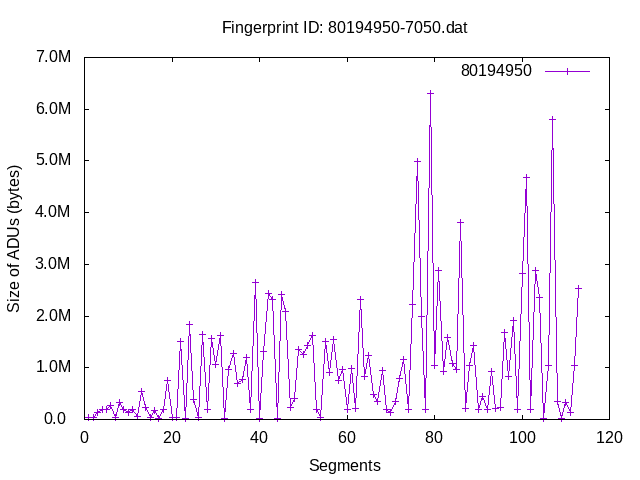 Fingerprint ID: 80194950-7050.dat
7.0M
80194950
6.0M
5.0M
4.0M
3.0M
2.0M
1.0M
0.0
Size of ADUs (bytes)
0 20 40 60 80 100 120
Segments